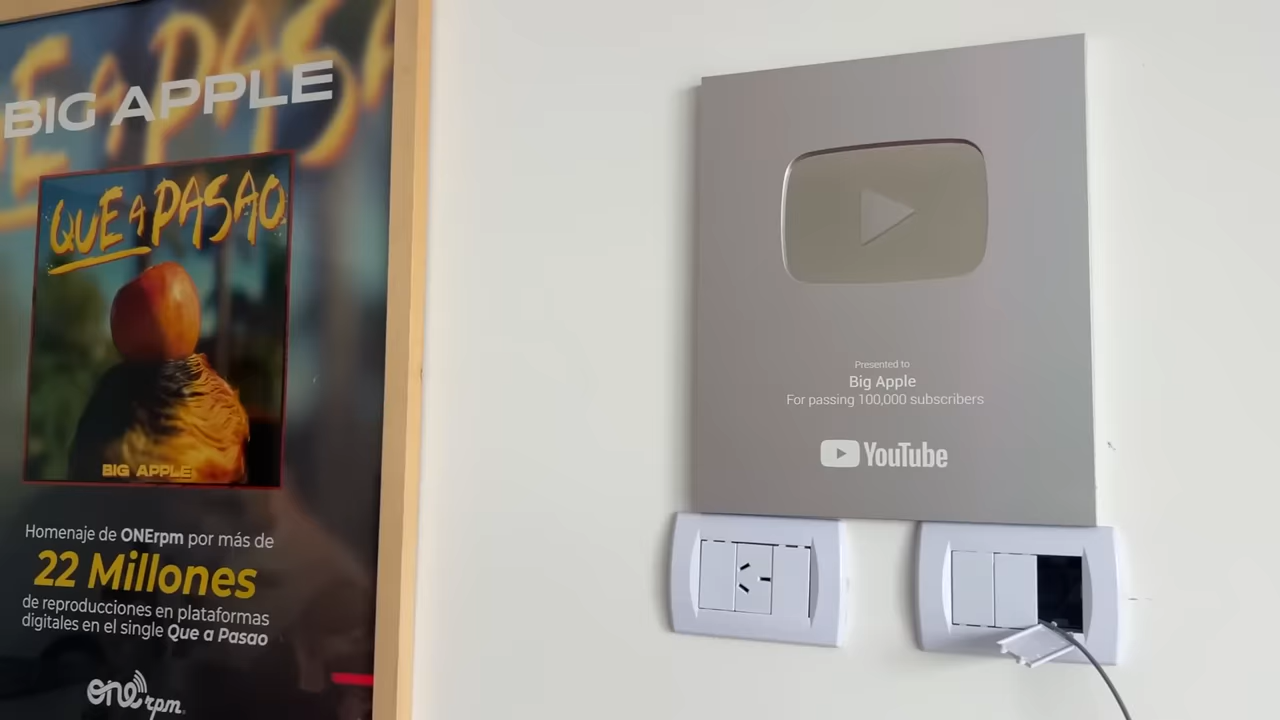 E A PASA
BIG APPLE
QUE A PASAO
BIG APPLE
Homenaje de ONErpm por más de
22 Millones
de reproducciones en plataformas
digitales en el single Que a Pasao
onerpm
Presented to
Big Apple
For passing 100,000 subscribers
YouTube